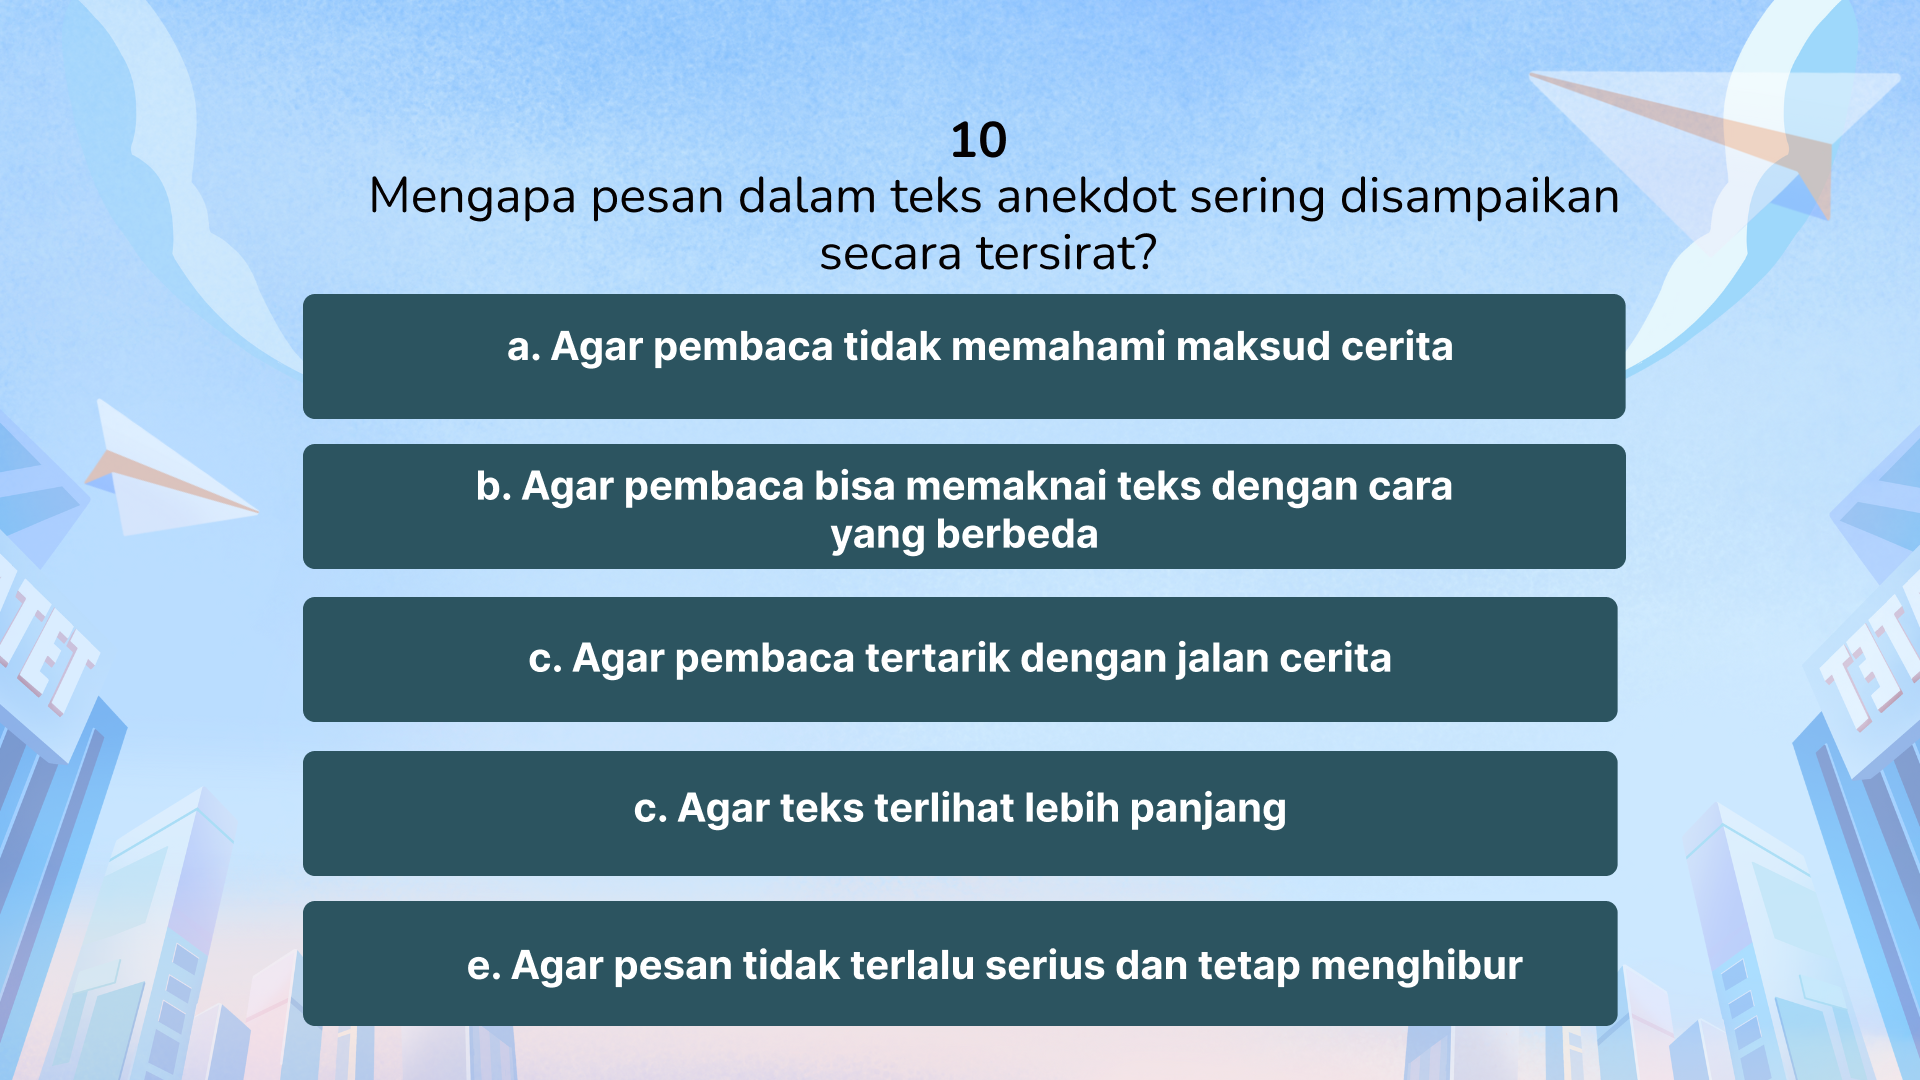 10
Mengapa pesan dalam teks anekdot sering disampaikan
secara tersirat?
a. Agar pembaca tidak memahami maksud cerita
b. Agar pembaca bisa memaknai teks dengan cara
yang berbeda
c. Agar pembaca tertarik dengan jalan cerita
c. Agar teks terlihat lebih panjang
e. Agar pesan tidak terlalu serius dan tetap menghibur